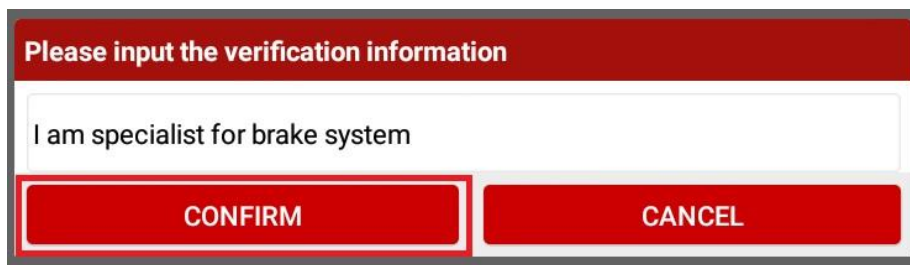 Please input the verification information
I am specialist for brake system
CONFIRM
CANCEL